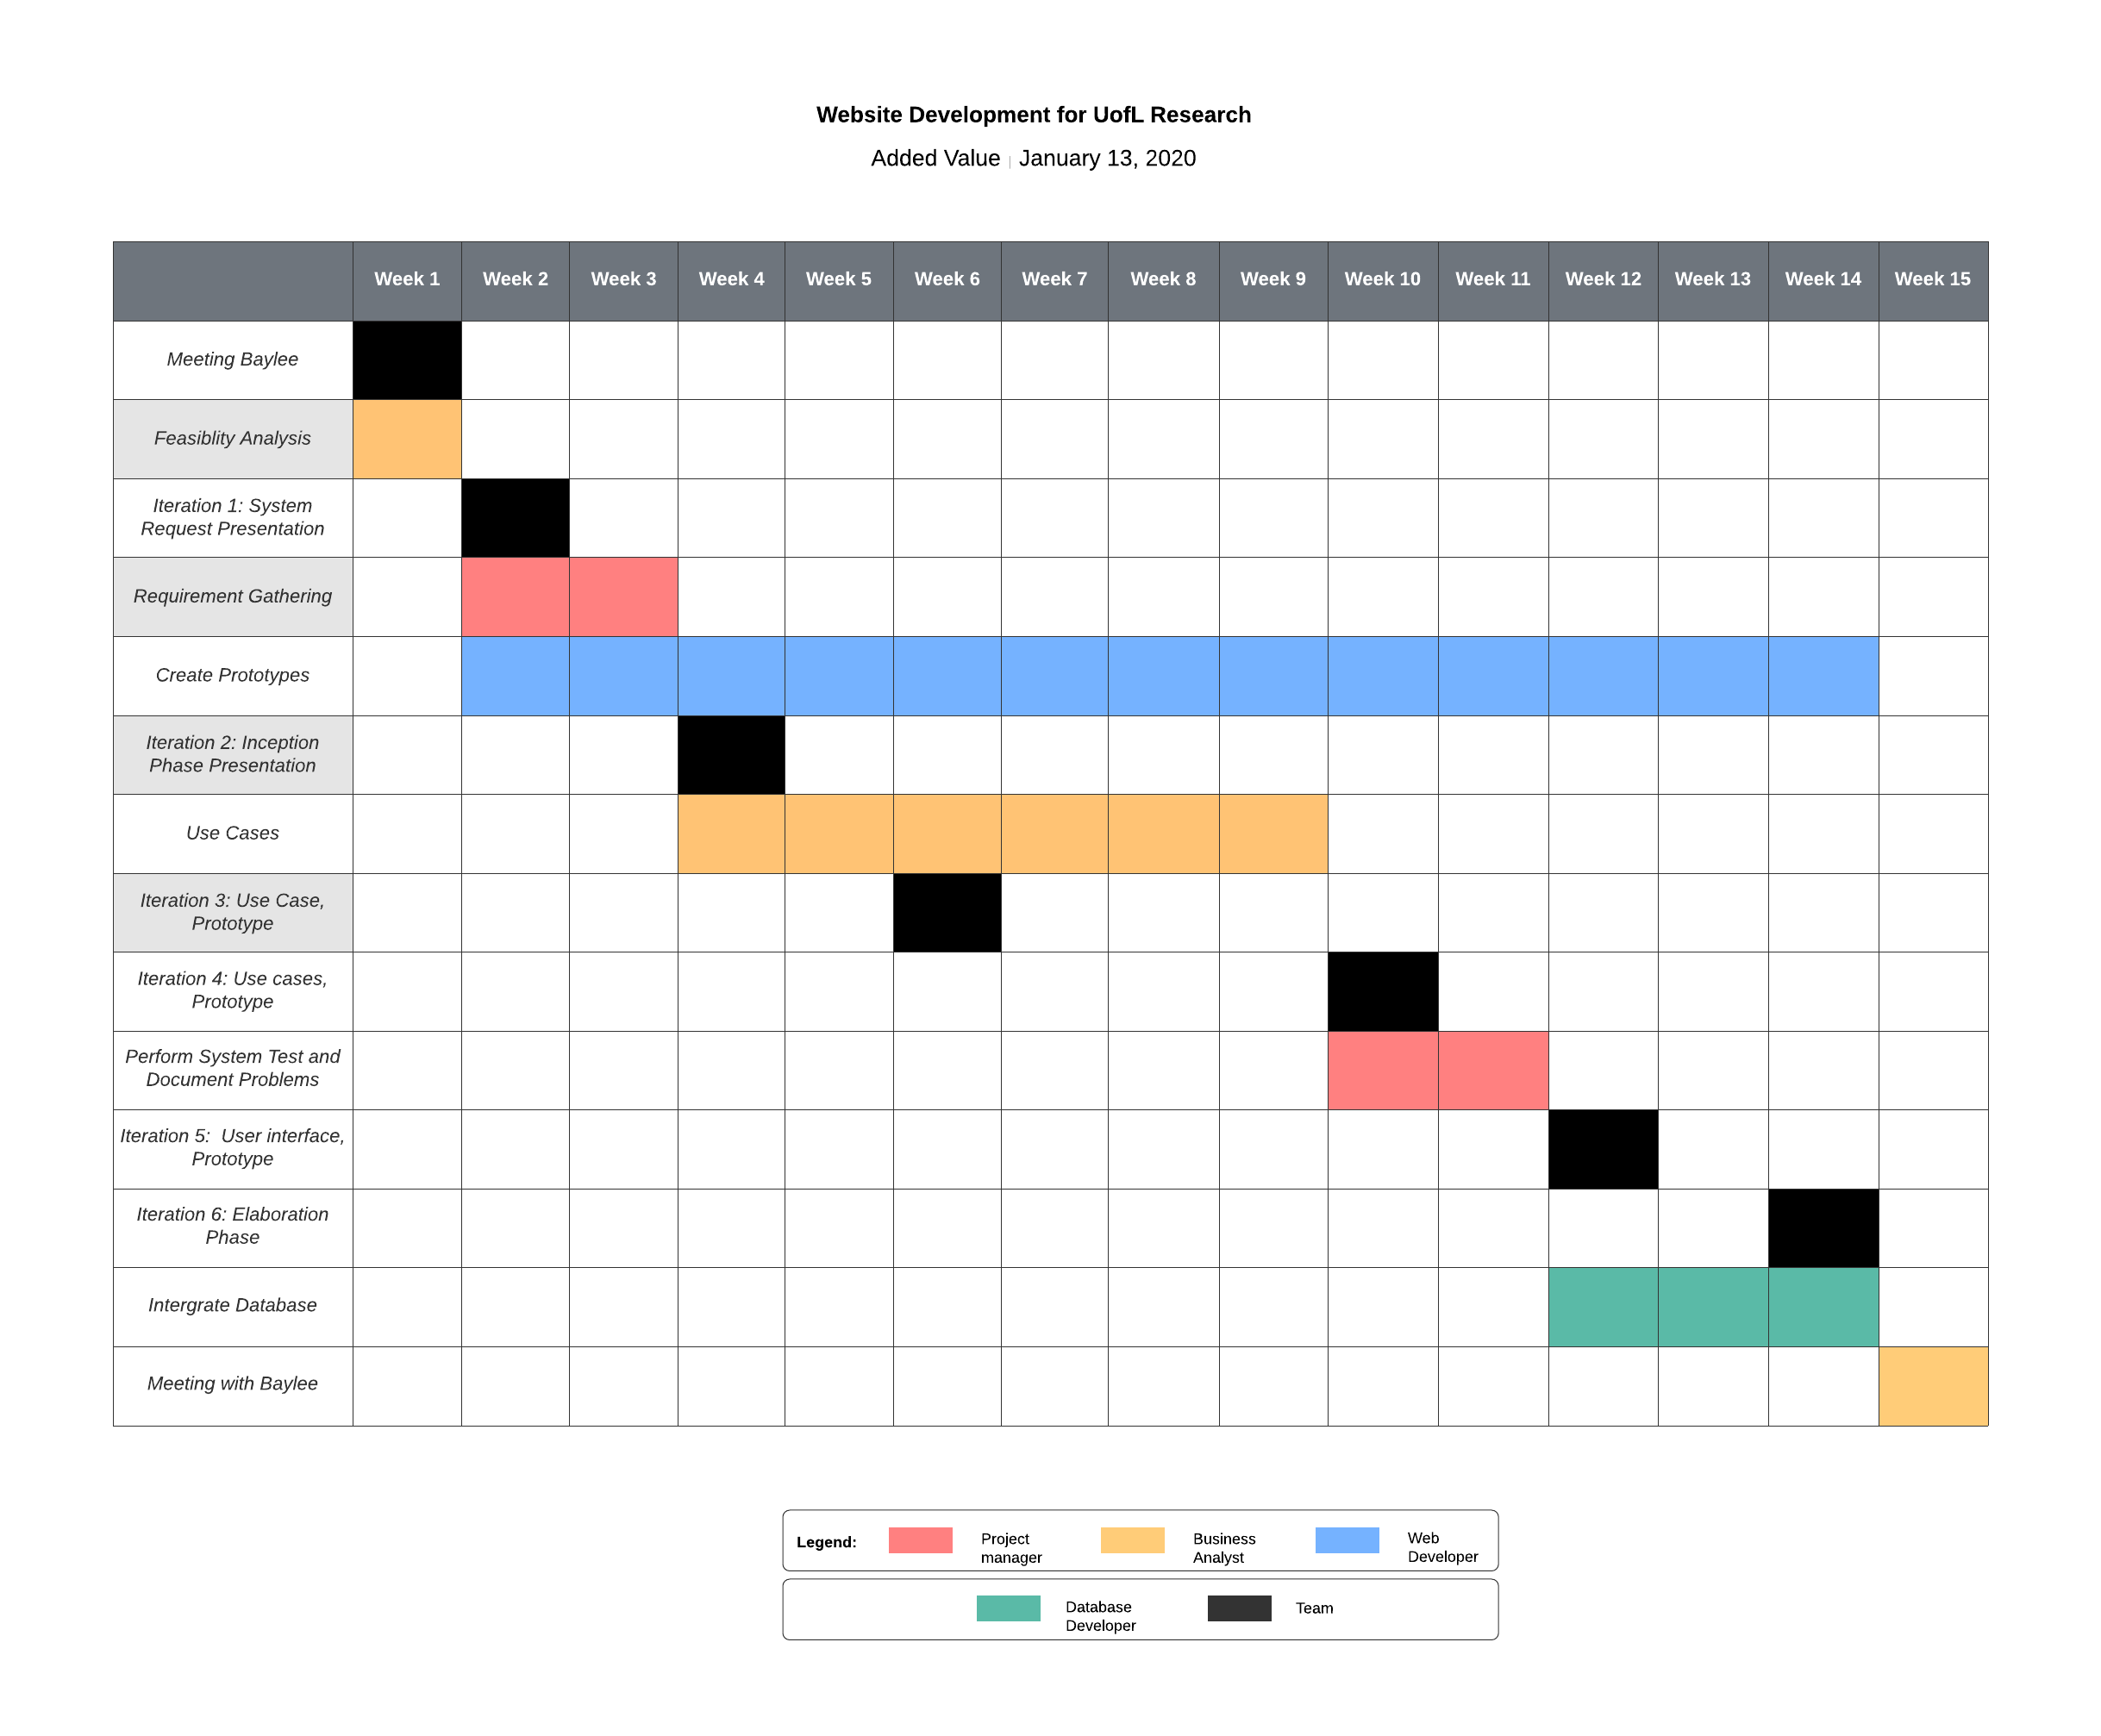 Website Development for UofL Research
Added Value | January 13, 2020
Week 1 Week 2 Week 3 Week 4 Week 5 Week 6 Week 7 Week 8 Week 9 Week 10 Week 11 Week 12 Week 13 Week 14 Week 15
Meeting Baylee
Feasiblity Analysis
Iteration 1: System
Request Presentation
Requirement Gathering
Create Prototypes
Iteration 2: Inception
Phase Presentation
Use Cases
Iteration 3: Use Case,
Prototype
Iteration 4: Use cases,
Prototype
Perform System Test and
Document Problems
Iteration 5:  User interface,
Prototype
Iteration 6: Elaboration
Phase
Intergrate Database
Meeting with Baylee
Legend:
Project
manager
Business
Analyst
Web
Developer
Database
Developer
Team